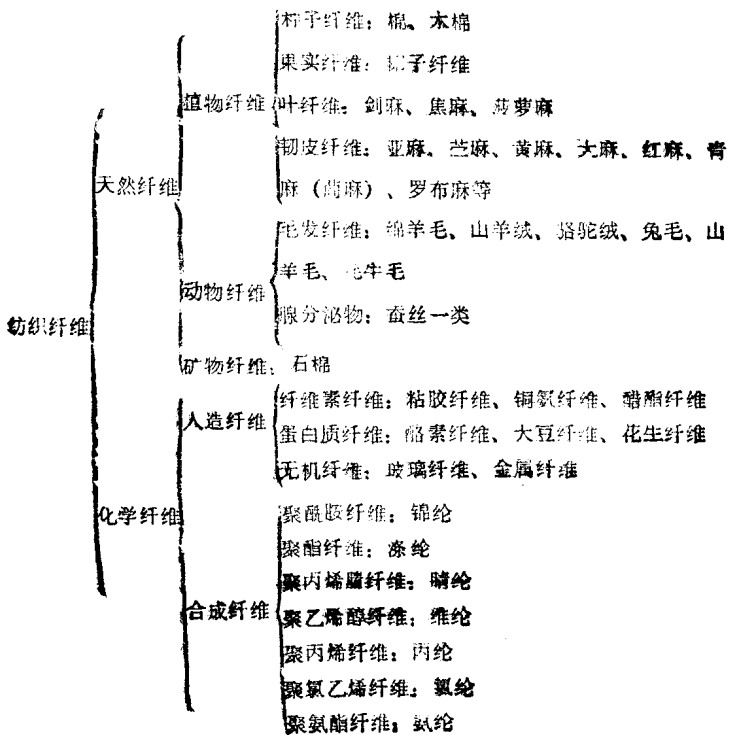 种子纤维：棉、木棉
果实纤维：椰子纤维
植物纤维
叶纤维：剑麻、蕉麻、菠萝麻
韧皮纤维：亚麻、苎麻、黄麻、大麻、红麻、青
麻（苘麻）、罗布麻等
天然纤维
毛发纤维：绵羊毛、山羊绒、骆驼绒、兔毛、山
羊毛、牦牛毛
动物纤维
腺分泌物：蚕丝一类
纺织纤维
矿物纤维：石棉
人造纤维
纤维素纤维：粘胶纤维、铜氨纤维、醋酯纤维
蛋白质纤维：酪素纤维、大豆纤维、花生纤维
无机纤维：玻璃纤维、金属纤维
化学纤维
聚酰胺纤维：锦纶
聚酯纤维：涤纶
聚丙烯腈纤维：腈纶
合成纤维
聚乙烯醇纤维：维纶
聚丙烯纤维：丙纶
聚氯乙烯纤维：氯纶
聚氨酯纤维：氨纶